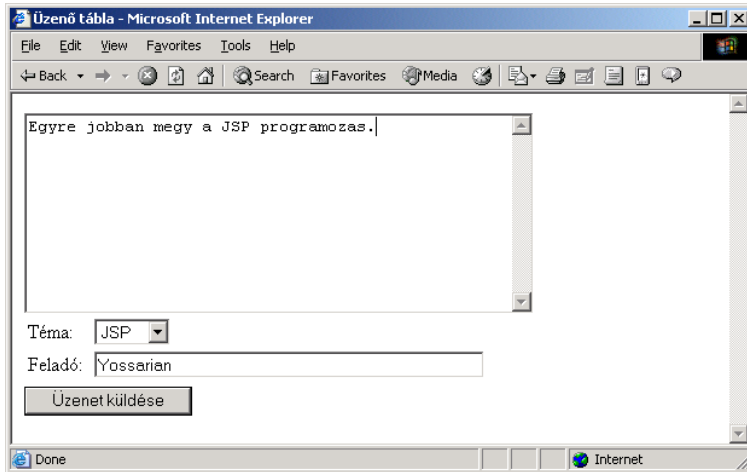 Üzenő tábla - Microsoft Internet Explorer
File Edit View Favorites Tools Help
Back Search Favorites Media
Egyre jobban megy a JSP programozas.
Téma: JSP
Feladó: Yossarian
Üzenet küldése
Done Internet